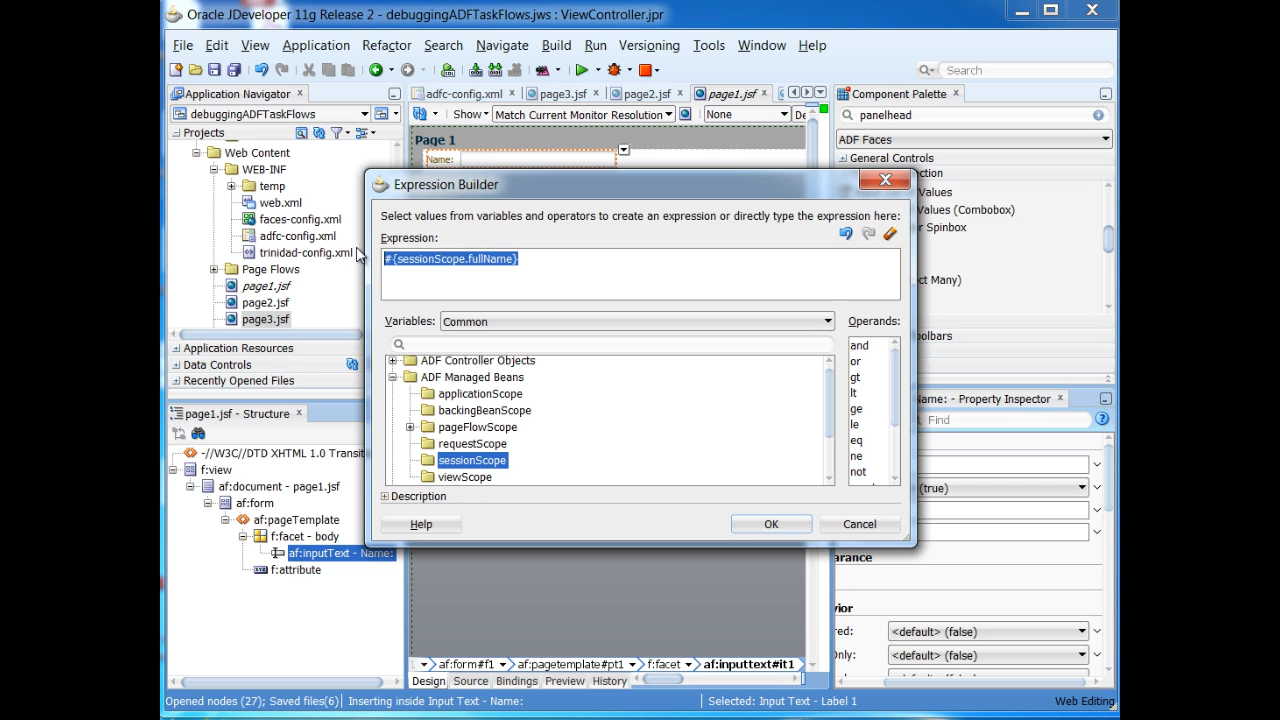 Oracle JDeveloper 11g Release 2 - debuggingADFTaskFlows.jws : ViewController.jpr
File Edit View Application Refactor Search Navigate Build Run Versioning Tools Window Help
Search
Application Navigator
debuggingADFTaskFlows
Projects
Web Content
WEB-INF
temp
web.xml
faces-config.xml
adfc-config.xml
trinidad-config.xml
Page Flows
page1.jsf
page2.jsf
page3.jsf
Application Resources
Data Controls
Recently Opened Files
page1.jsf - Structure
-//W3C//DTD XHTML 1.0 Transit
f:view
af:document - page1.jsf
af:form
af:pageTemplate
f:facet - body
af:inputText - Name:
f:attribute
adfc-config.xml page3.jsf page2.jsf page1.jsf
Show Match Current Monitor Resolution None De
Page 1
Name:
Expression Builder
Select values from variables and operators to create an expression or directly type the expression here:
Expression:
#{sessionScope.fullName}
Variables: Common
Operands:
ADF Controller Objects
ADF Managed Beans
applicationScope
backingBeanScope
pageFlowScope
requestScope
sessionScope
viewScope
and
or
gt
lt
ge
le
eq
ne
not
Description
Help OK Cancel
af:form#f1 af:pagetemplate#pt1 f:facet af:inputtext#it1
Design Source Bindings Preview History
Component Palette
panelhead
ADF Faces
General Controls
ction
Values
Values (Combobox)
r Spinbox
ct Many)
olbars
ame: - Property Inspector
Find
(true)
arance
vior
red: <default> (false)
Only: <default> (false)
Opened nodes (27); Saved files(6) Inserting inside Input Text - Name: Selected: Input Text - Label 1 Web Editing